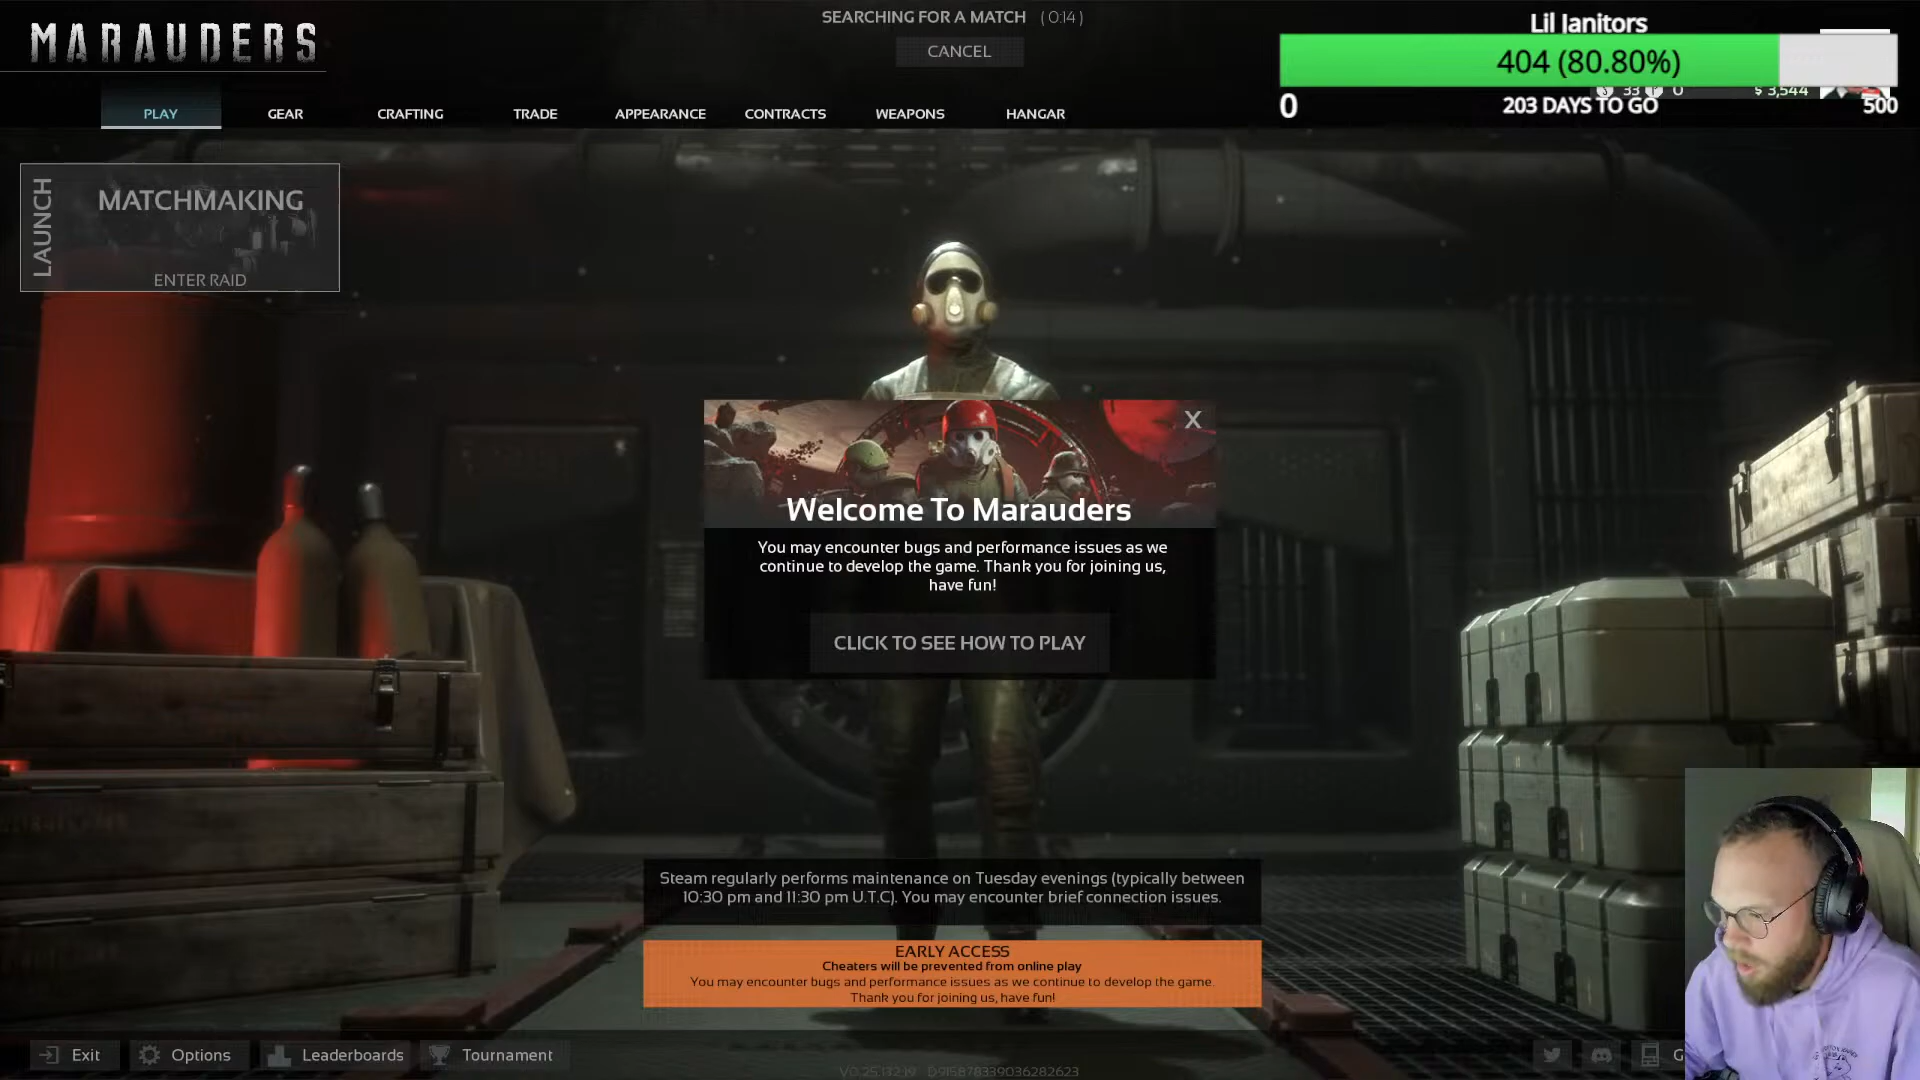 MARAUDERS
SEARCHING FOR A MATCH ( 0:14 )
CANCEL
Lil Janitors
404 (80.80%)
33 0 $ 3,544
0 203 DAYS TO GO 500
PLAY GEAR CRAFTING TRADE APPEARANCE CONTRACTS WEAPONS HANGAR
LAUNCH
MATCHMAKING
ENTER RAID
X
Welcome To Marauders
You may encounter bugs and performance issues as we
continue to develop the game. Thank you for joining us,
have fun!
CLICK TO SEE HOW TO PLAY
Steam regularly performs maintenance on Tuesday evenings (typically between
10:30 pm and 11:30 pm U.T.C). You may encounter brief connection issues.
EARLY ACCESS
Cheaters will be prevented from online play
You may encounter bugs and performance issues as we continue to develop the game.
Thank you for joining us, have fun!
Exit Options Leaderboards Tournament G